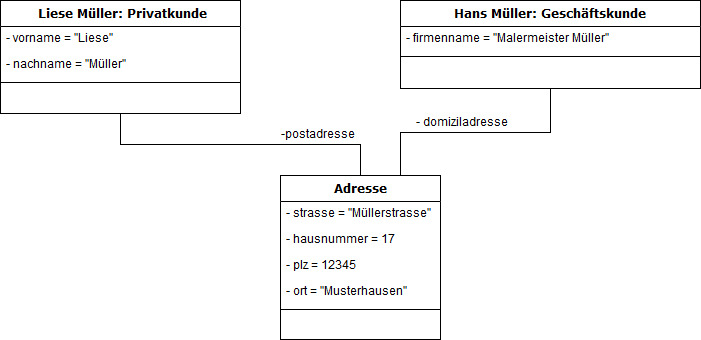 Liese Müller: Privatkunde
- vorname = "Liese"
- nachname = "Müller"
Hans Müller: Geschäftskunde
- firmenname = "Malermeister Müller"
-postadresse
- domiziladresse
Adresse
- strasse = "Müllerstrasse"
- hausnummer = 17
- plz = 12345
- ort = "Musterhausen"